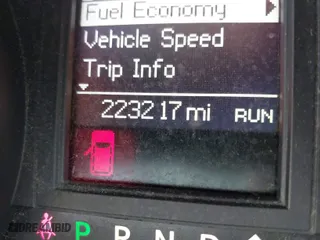 Fuel Economy
Vehicle Speed
Trip Info
223217 mi RUN
P R N D